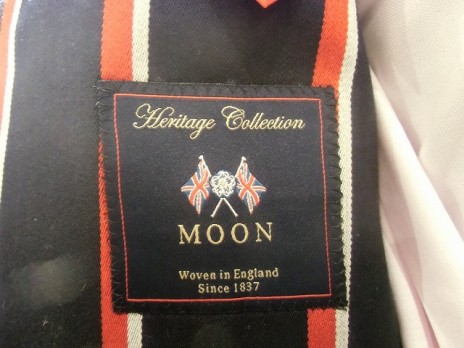 Heritage Collection
MOON
Woven in England
Since 1837